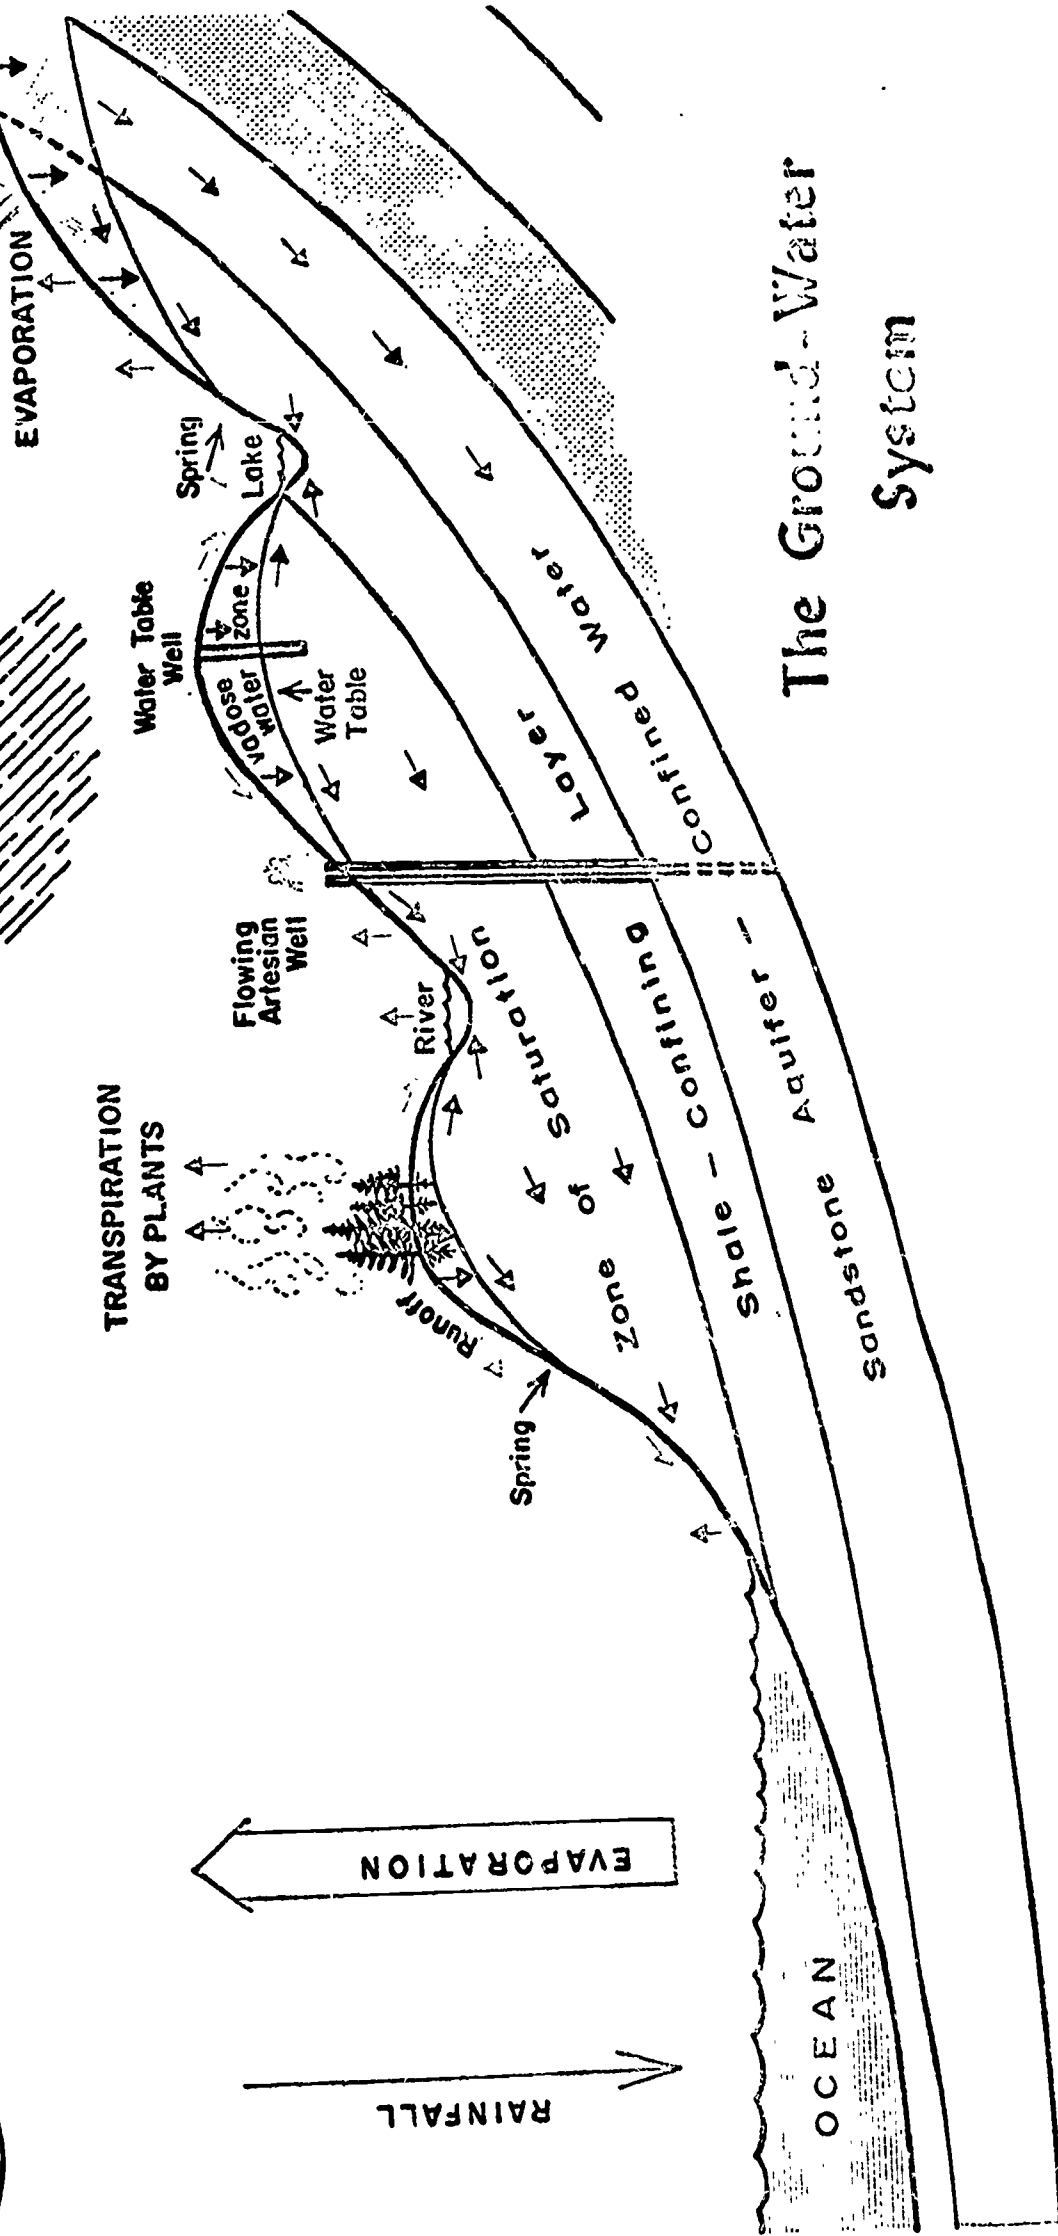 EVAPORATION
TRANSPIRATION
BY PLANTS
Water Table
Well
Spring
Lake
Flowing
Artesian
Well
vadose
water
zone
Water
Table
River
Runoff
Spring
EVAPORATION
RAINFALL
OCEAN
Zone of Saturation
Shale - Confining Layer
Sandstone Aquifer - Confined Water
The Ground-Water
System